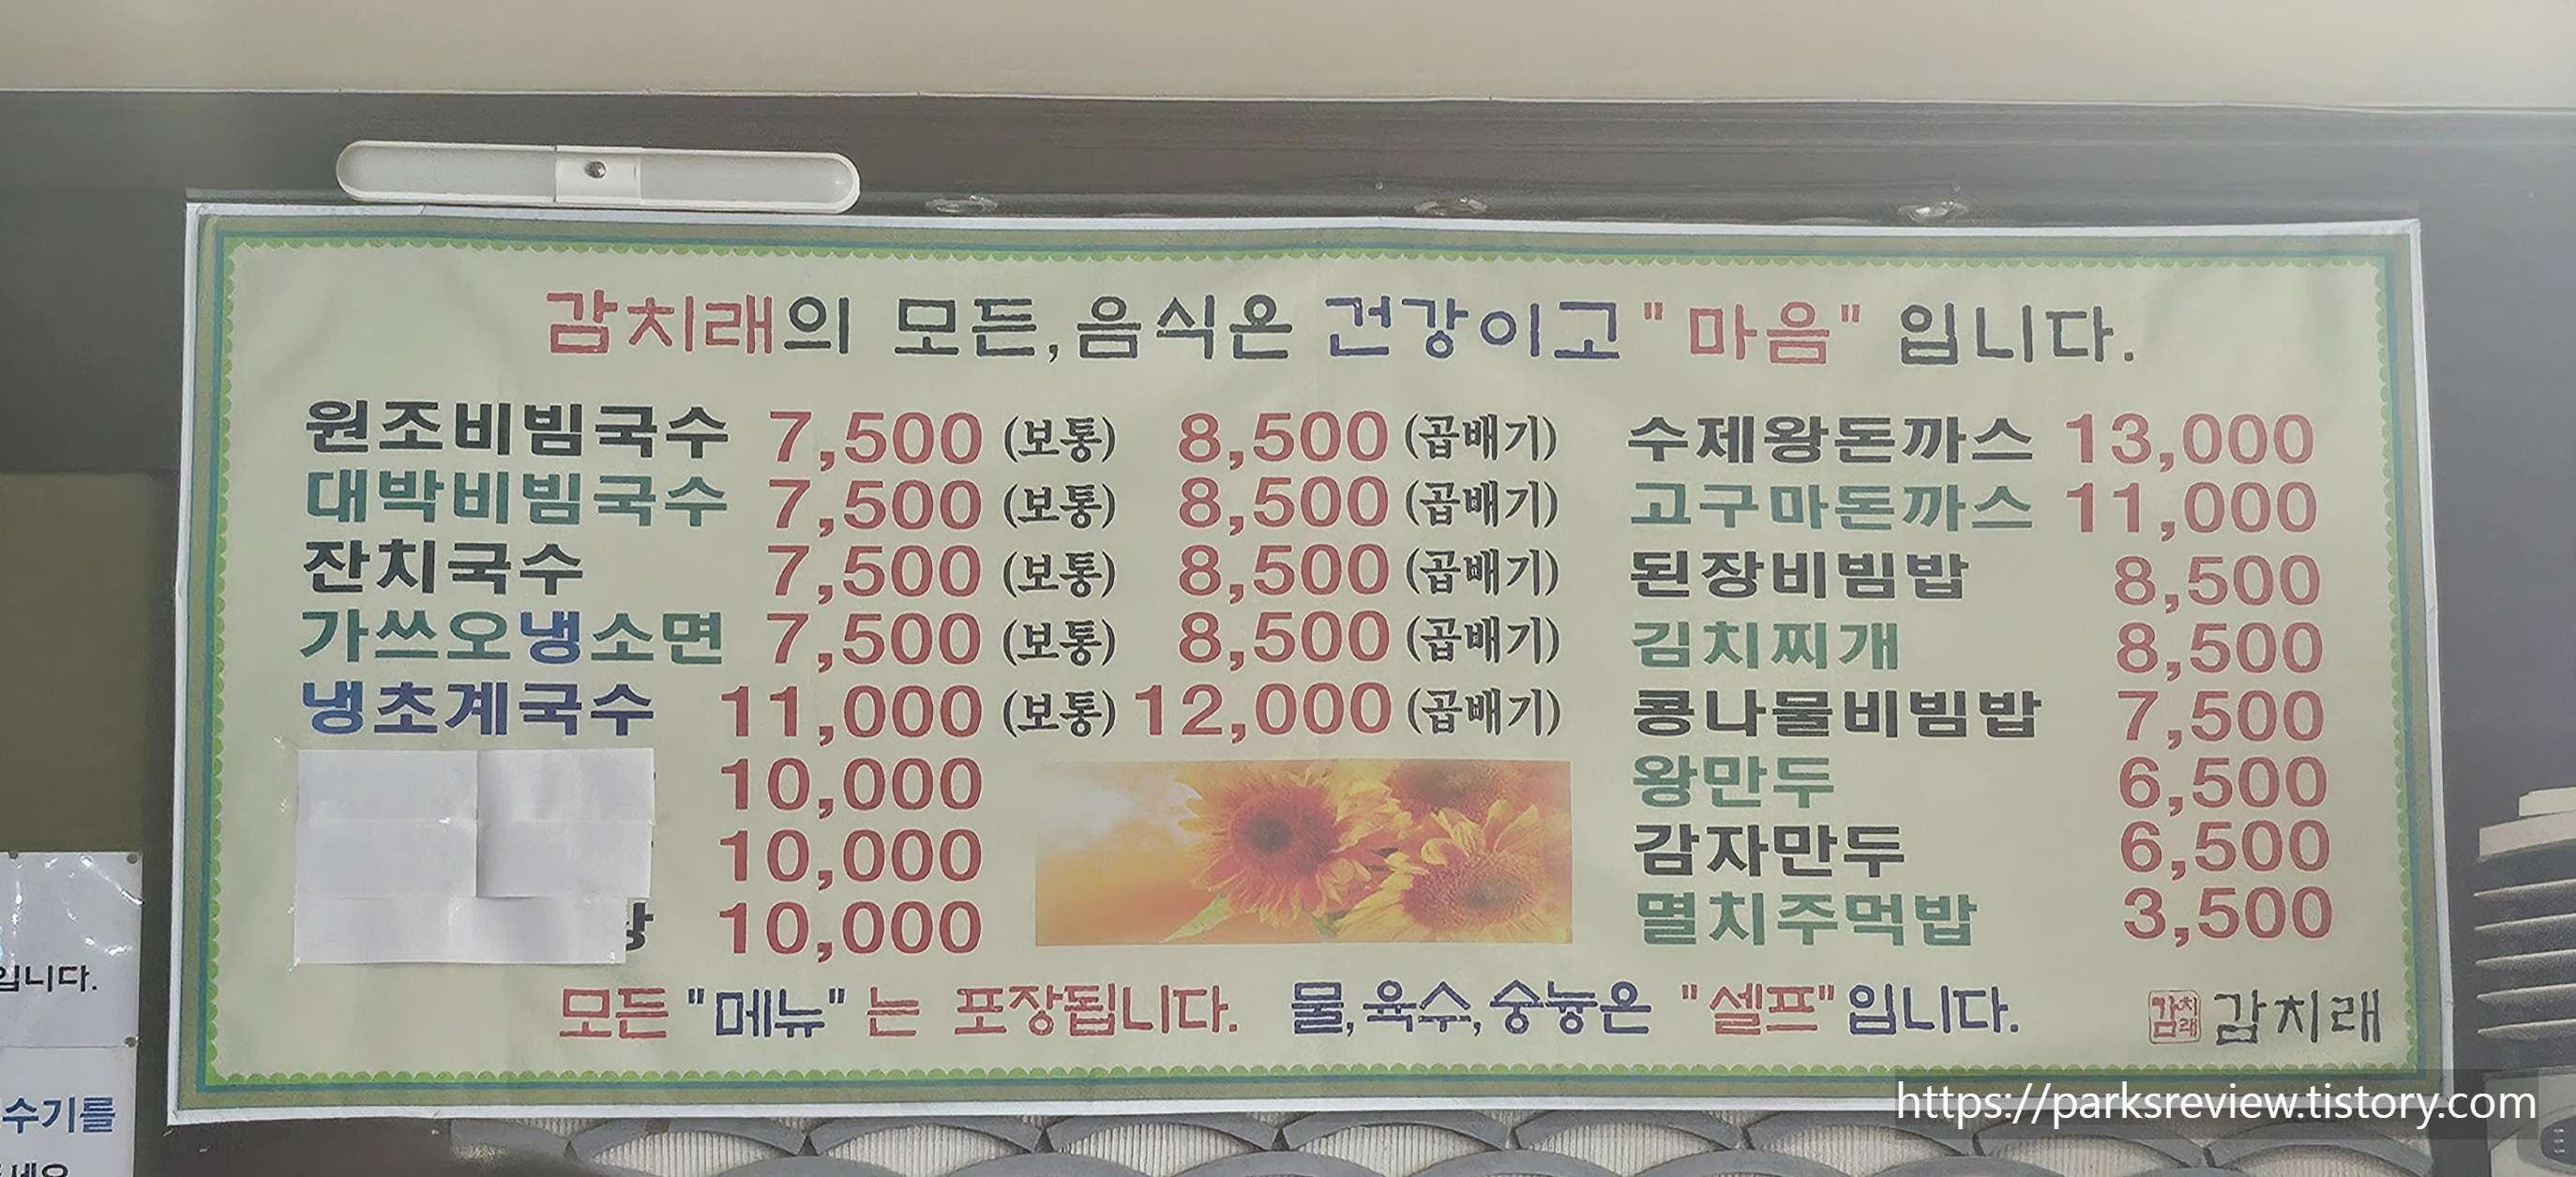 감치래의 모든,음식은 건강이고 "마음" 입니다.
원조비빔국수 7,500 (보통) 8,500 (곱배기)
대박비빔국수 7,500 (보통) 8,500 (곱배기)
잔치국수 7,500 (보통) 8,500 (곱배기)
가쓰오냉소면 7,500 (보통) 8,500 (곱배기)
냉초계국수 11,000 (보통) 12,000 (곱배기)
10,000
10,000
10,000
수제왕돈까스 13,000
고구마돈까스 11,000
된장비빔밥 8,500
김치찌개 8,500
콩나물비빔밥 7,500
왕만두 6,500
감자만두 6,500
멸치주먹밥 3,500
모든 "메뉴" 는 포장됩니다. 물,육수,숭늉은 "셀프"입니다.
감치래 감치래
입니다.
수기를
https://parksreview.tistory.com